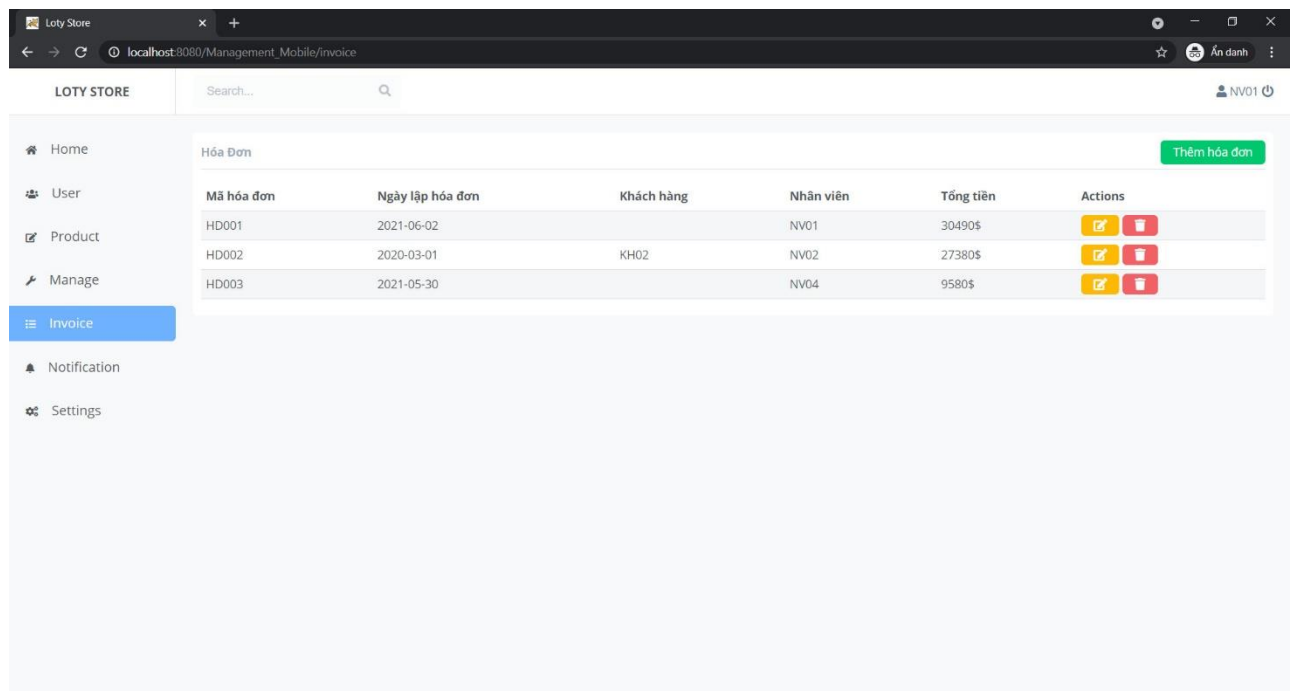 Loty Store
localhost:8080/Management_Mobile/invoice
Ẩn danh
LOTY STORE
Search...
NV01
Home
User
Product
Manage
Invoice
Notification
Settings
Hóa Đơn
Thêm hóa đơn
Mã hóa đơn Ngày lập hóa đơn Khách hàng Nhân viên Tổng tiền Actions
HD001 2021-06-02 NV01 30490$
HD002 2020-03-01 KH02 NV02 27380$
HD003 2021-05-30 NV04 9580$